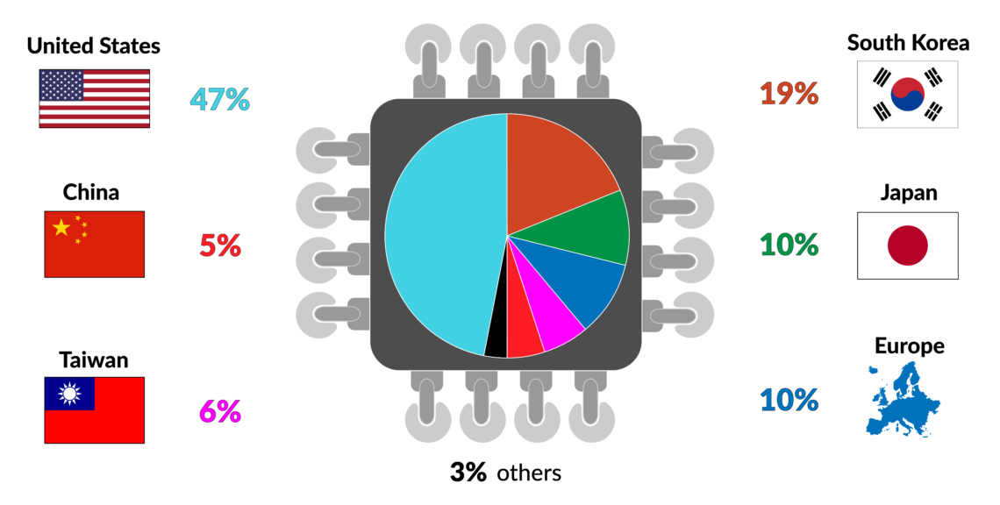 United States
47%
China
5%
Taiwan
6%
South Korea
19%
Japan
10%
Europe
10%
3% others